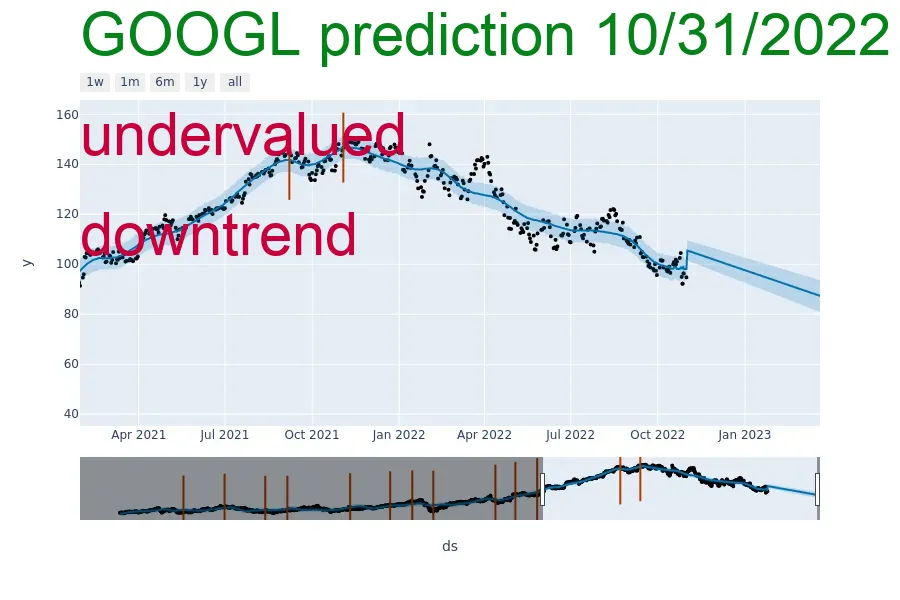 GOOGL prediction 10/31/2022
1w 1m 6m 1y all
160
undervalued
140
120
downtrend
100
y
80
60
40
Apr 2021 Jul 2021 Oct 2021 Jan 2022 Apr 2022 Jul 2022 Oct 2022 Jan 2023
ds